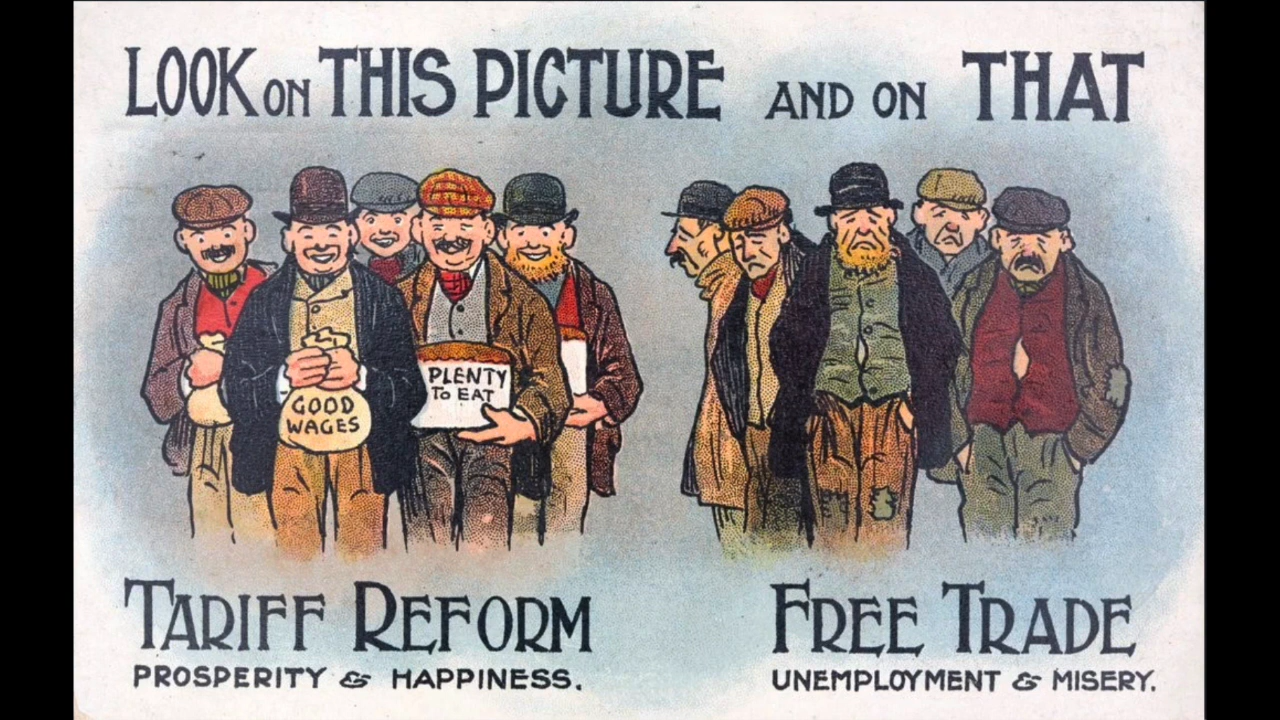 LOOK ON THIS PICTURE AND ON THAT
GOOD
WAGES
PLENTY
TO EAT
TARIFF REFORM
PROSPERITY & HAPPINESS.
FREE TRADE
UNEMPLOYMENT & MISERY.